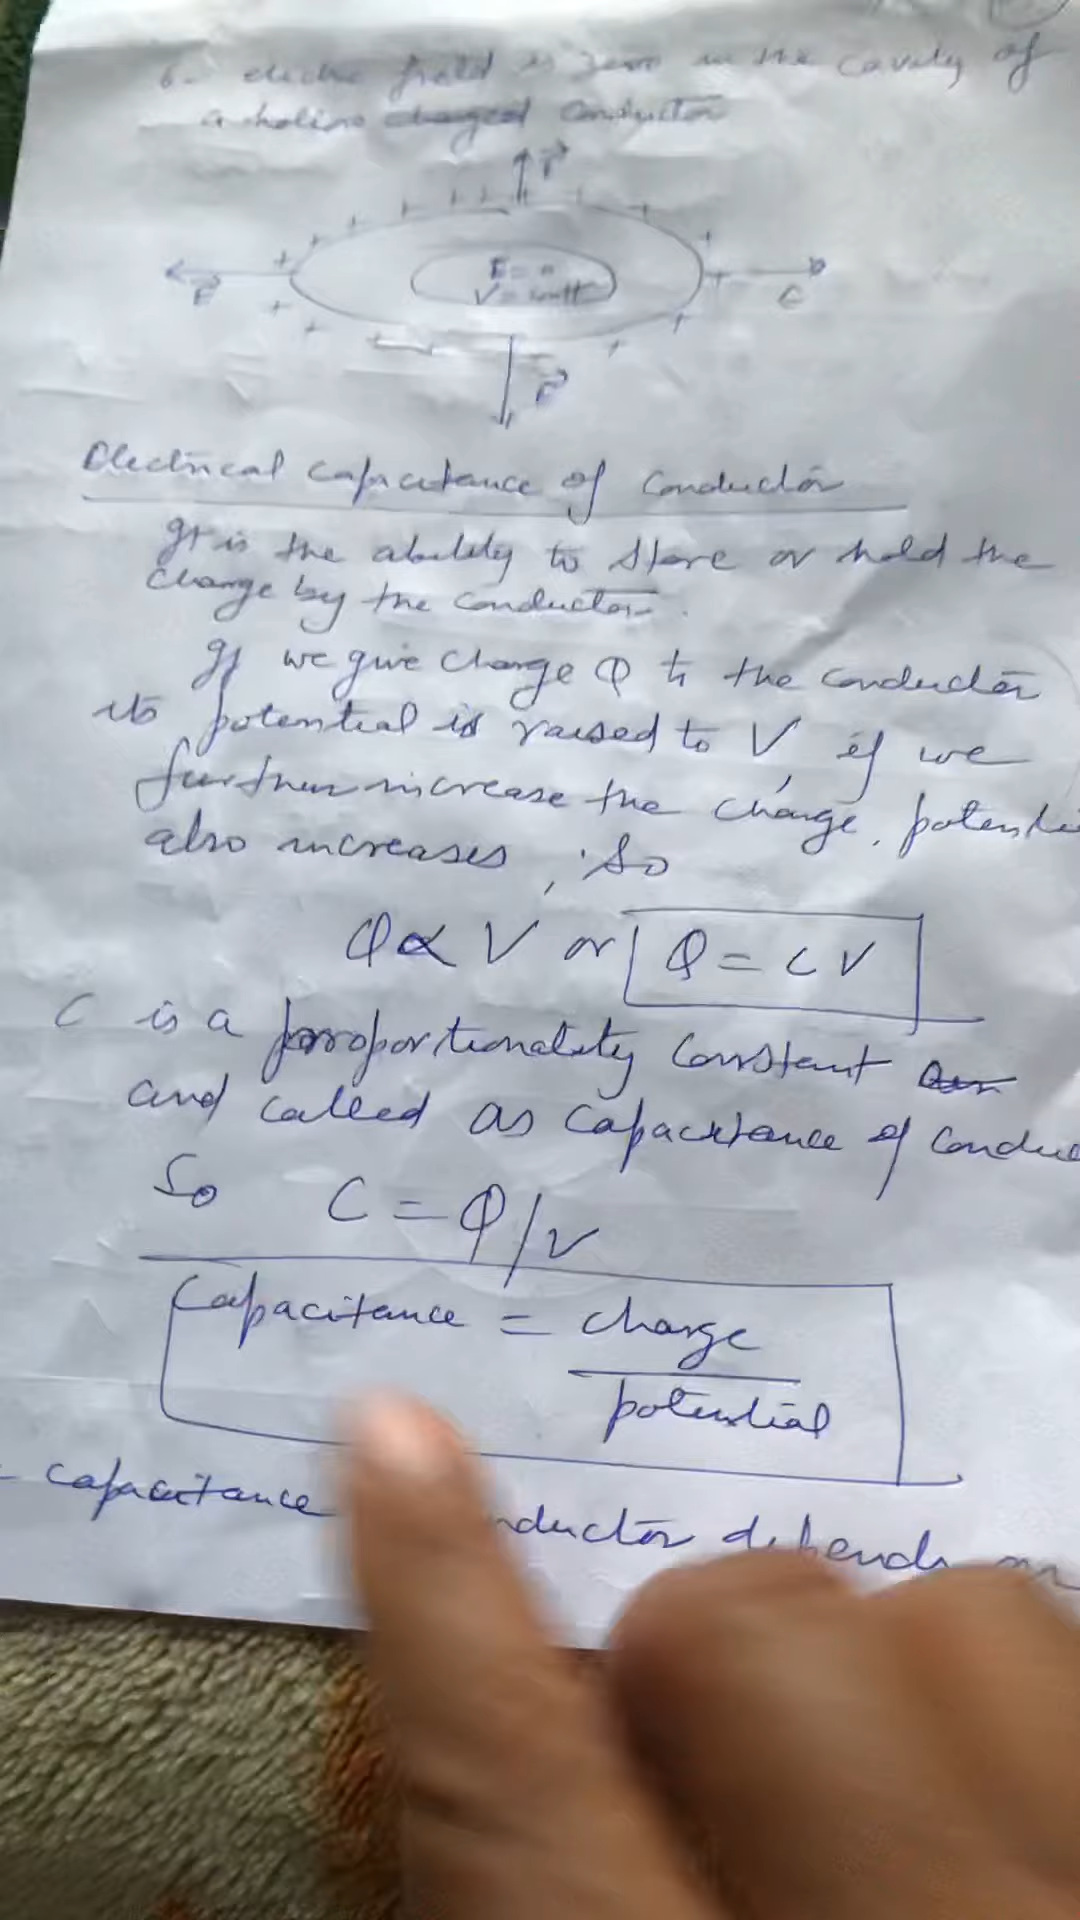 6- electric field is zero in the cavity of
a hollow charged conductor
E
E = 0
V = const
E
E
E
Electrical capacitance of conductor
It is the ability to store or hold the
charge by the conductor.
If we give charge Q to the conductor
its potential is raised to V, if we
further increase the charge, potentia
also increases, so
Q ∝ V or Q = CV
C is a proportionality constant
and called as capacitance of conduc
So C = Q/V
Capacitance = charge
potential
- capacitance nductor depends on